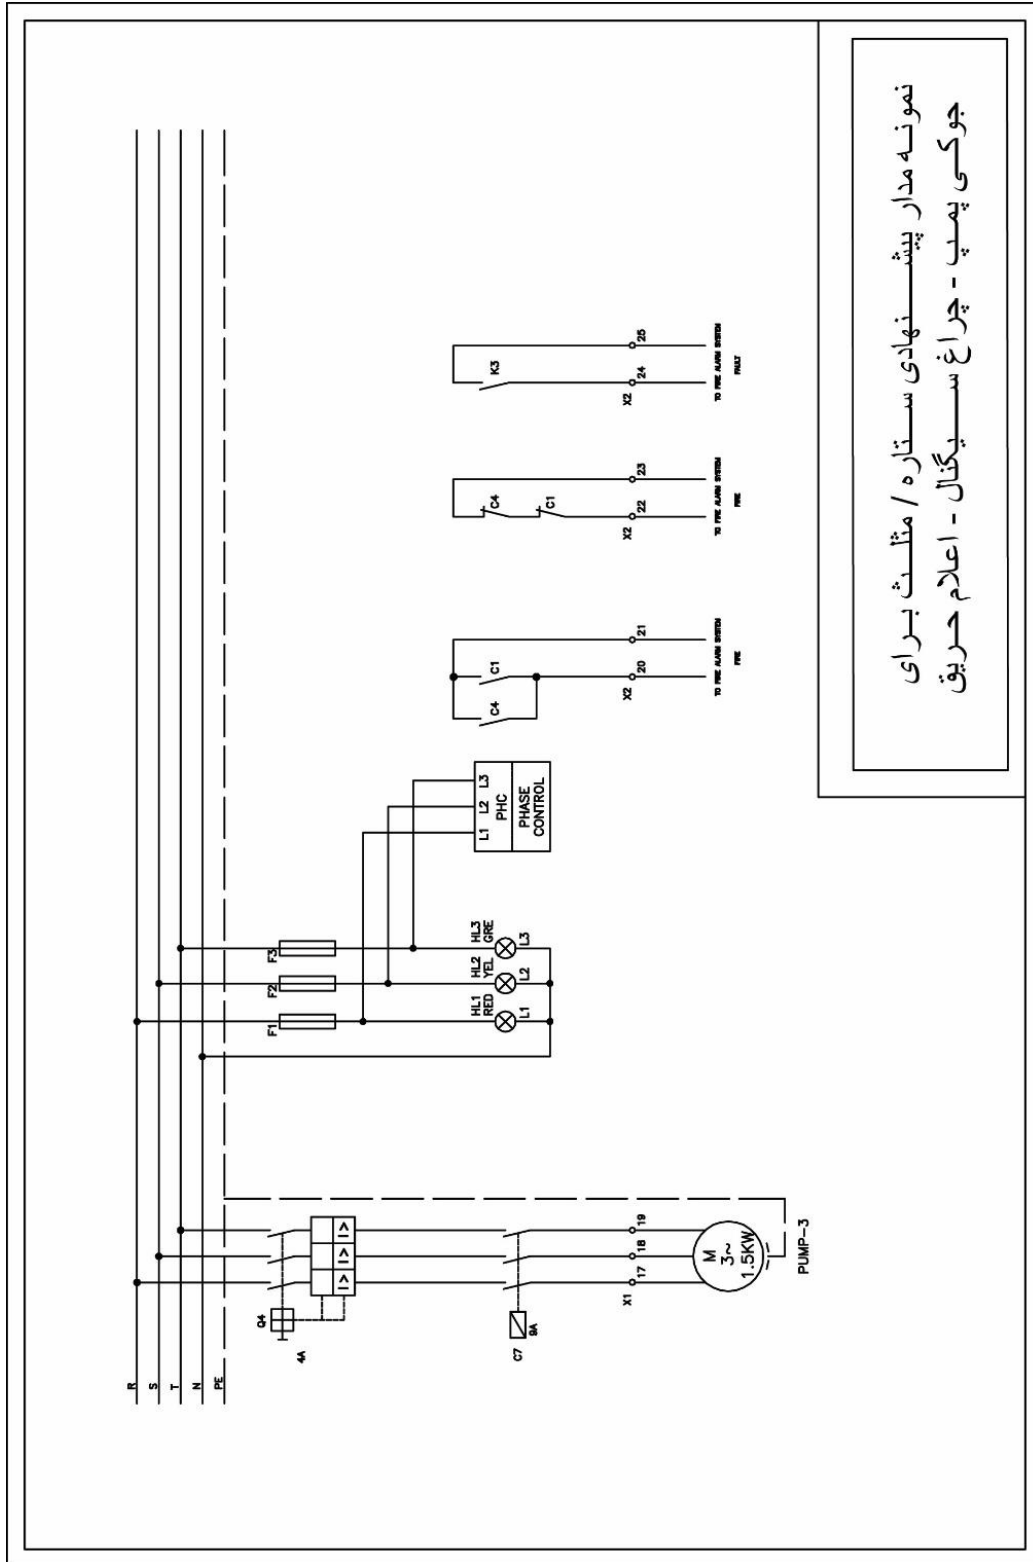 R
S
T
N
PE
Q4
4A
I> I> I>
C7
9A
X1 17 18 19
M
3~
1.5KW
PUMP-3
F1 F2 F3
HL1
RED
HL2
YEL
HL3
GRE
L1 L2 L3
L1 L2 L3
PHC
PHASE
CONTROL
C4 C1
X2 20 21
TO FIRE ALARM SYSTEM
FIRE
C4
C1
X2 22 23
TO FIRE ALARM SYSTEM
FIRE
K3
X2 24 25
TO FIRE ALARM SYSTEM
FAULT
نمونه مدار پیشنهادی ستاره / مثلث برای
جوکی پمپ - چراغ سیگنال - اعلام حریق